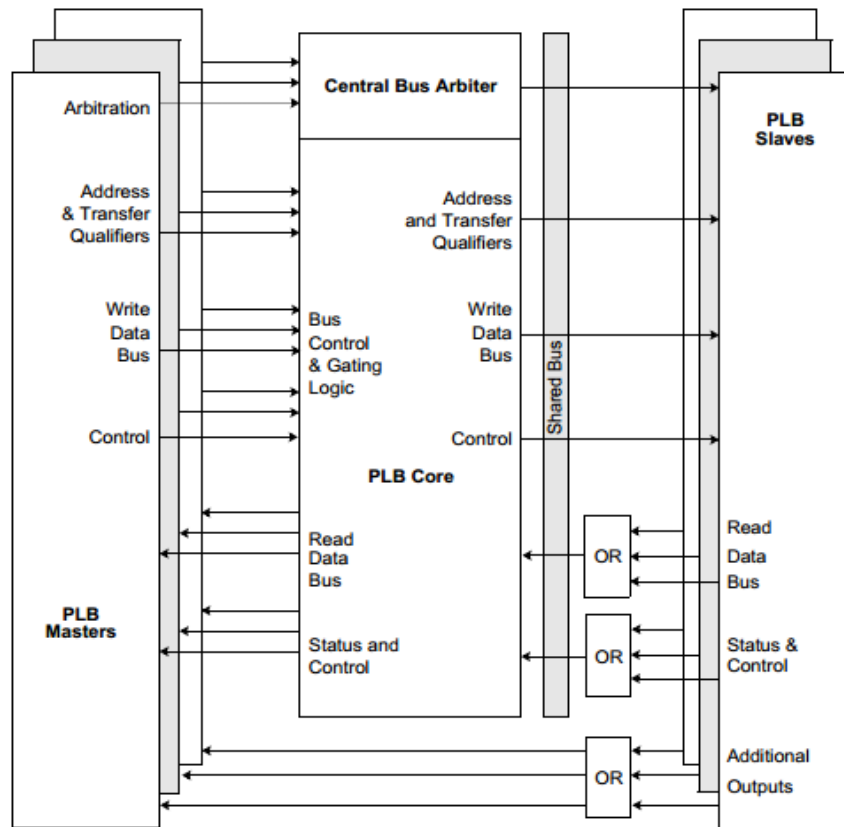 Central Bus Arbiter
Arbitration
PLB
Slaves
Address
& Transfer
Qualifiers
Address
and Transfer
Qualifiers
Write
Data
Bus
Bus
Control
& Gating
Logic
Write
Data
Bus
Shared Bus
Control
Control
PLB Core
Read
Data
Bus
OR
Read
Data
Bus
PLB
Masters
Status and
Control
OR
Status &
Control
OR
Additional
Outputs